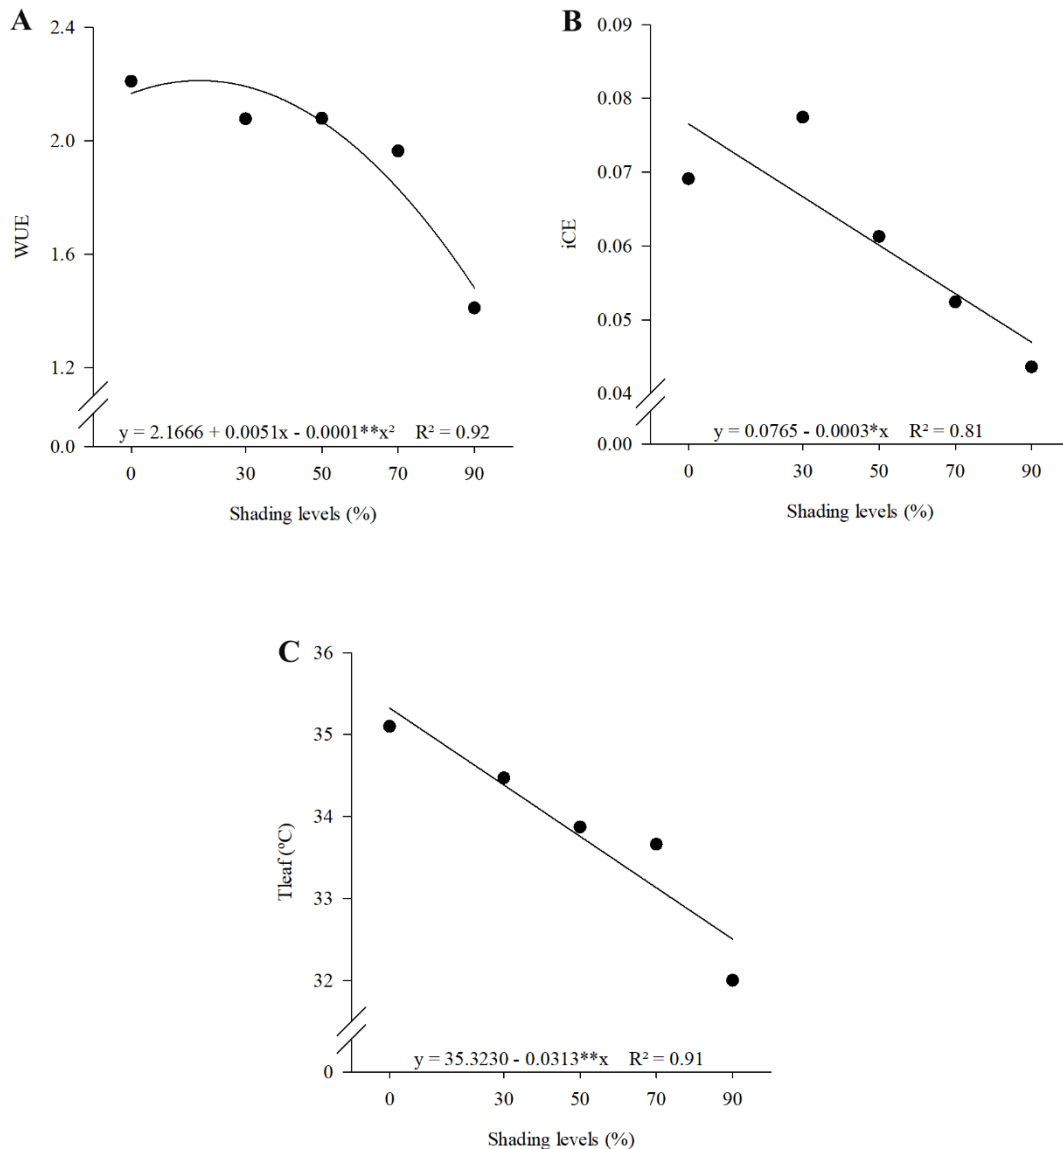 A
2.4
2.0
1.6
1.2
0.0
WUE
y = 2.1666 + 0.0051x - 0.0001**x² R² = 0.92
0 30 50 70 90
Shading levels (%)
B
0.09
0.08
0.07
0.06
0.05
0.04
0.00
iCE
y = 0.0765 - 0.0003*x R² = 0.81
0 30 50 70 90
Shading levels (%)
C
36
35
34
33
32
0
Tleaf (ºC)
y = 35.3230 - 0.0313**x R² = 0.91
0 30 50 70 90
Shading levels (%)